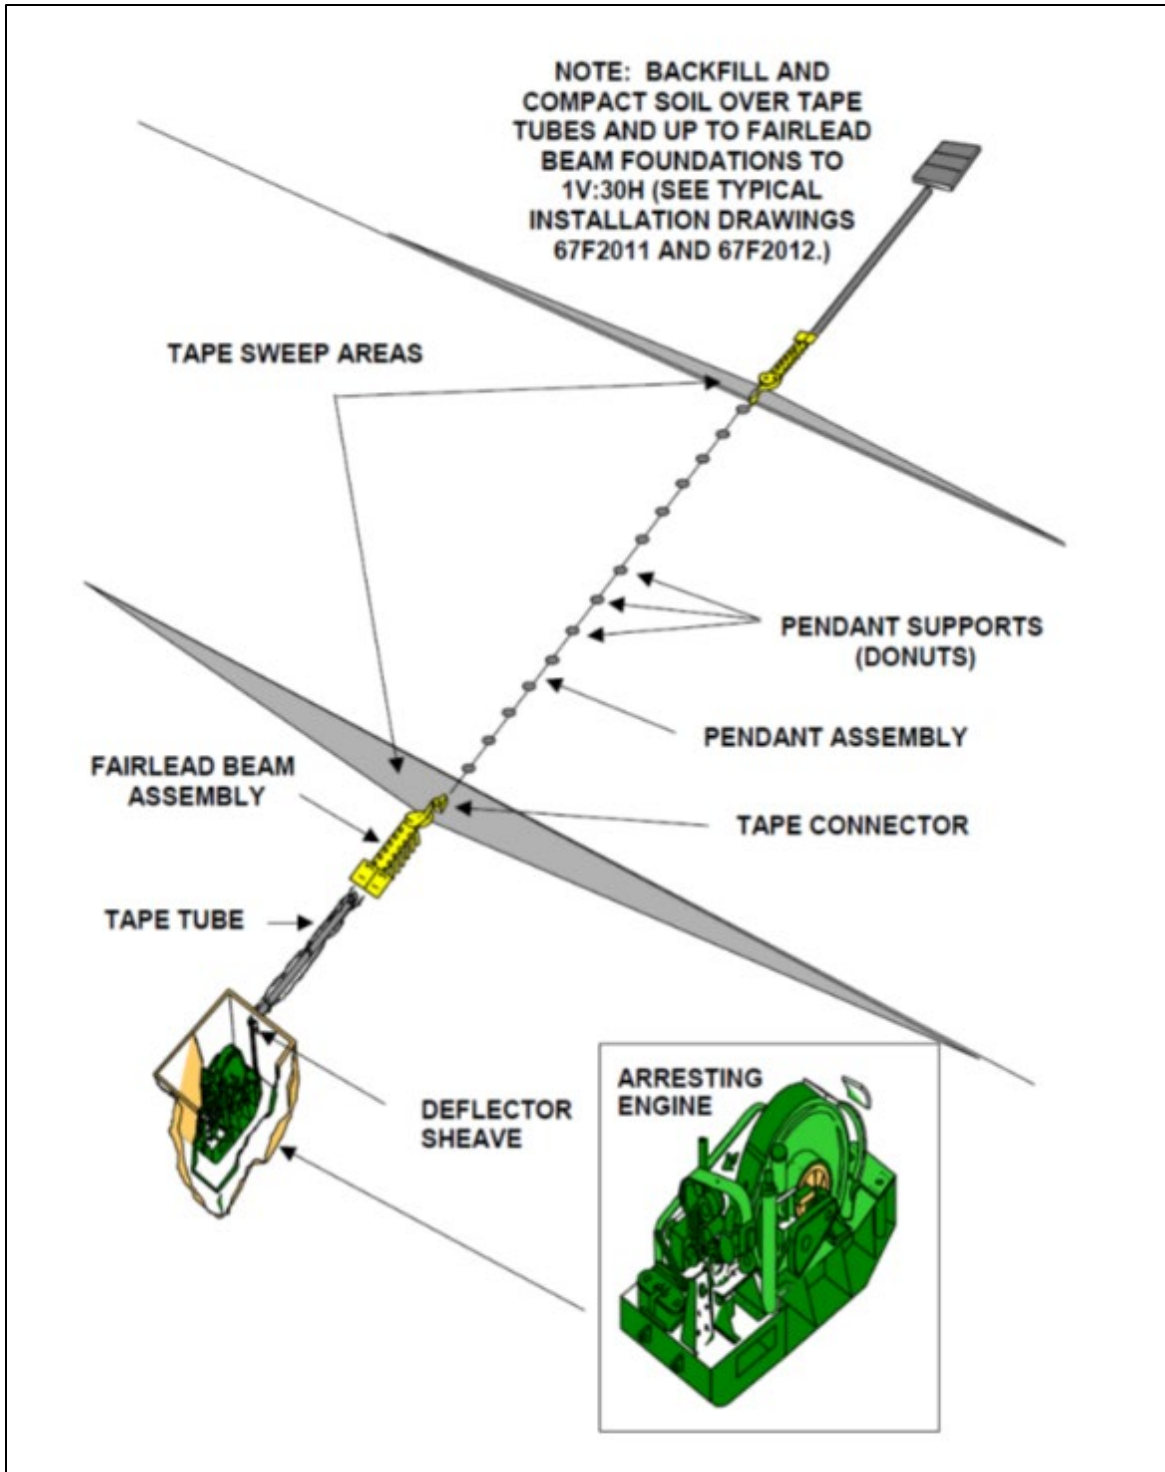 NOTE: BACKFILL AND
COMPACT SOIL OVER TAPE
TUBES AND UP TO FAIRLEAD
BEAM FOUNDATIONS TO
1V:30H (SEE TYPICAL
INSTALLATION DRAWINGS
67F2011 AND 67F2012.)
TAPE SWEEP AREAS
PENDANT SUPPORTS
(DONUTS)
PENDANT ASSEMBLY
FAIRLEAD BEAM
ASSEMBLY
TAPE CONNECTOR
TAPE TUBE
DEFLECTOR
SHEAVE
ARRESTING
ENGINE